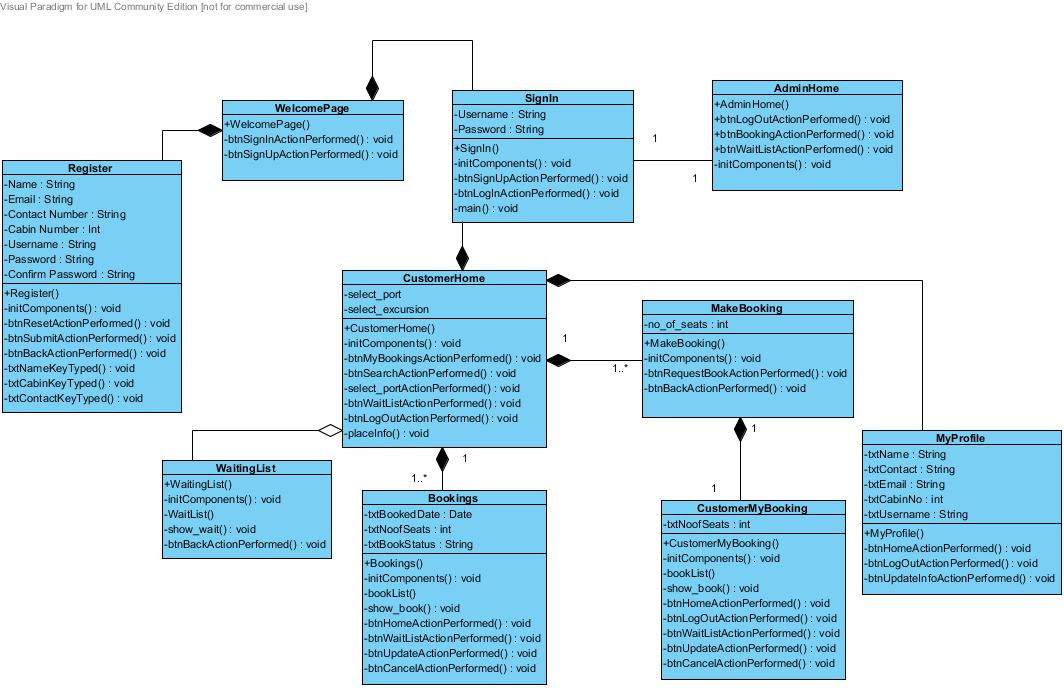 Visual Paradigm for UML Community Edition [not for commercial use]
WelcomePage
+WelcomePage()
-btnSignInActionPerformed() : void
-btnSignUpActionPerformed() : void
SignIn
-Username : String
-Password : String
+SignIn()
-initComponents() : void
-btnSignUpActionPerformed() : void
-btnLogInActionPerformed() : void
-main() : void
1
1
AdminHome
+AdminHome()
+btnLogOutActionPerformed() : void
+btnBookingActionPerformed() : void
+btnWaitListActionPerformed() : void
-initComponents() : void
Register
-Name : String
-Email : String
-Contact Number : String
-Cabin Number : Int
-Username : String
-Password : String
-Confirm Password : String
+Register()
-initComponents() : void
-btnResetActionPerformed() : void
-btnSubmitActionPerformed() : void
-btnBackActionPerformed() : void
-txtNameKeyTyped() : void
-txtCabinKeyTyped() : void
-txtContactKeyTyped() : void
CustomerHome
-select_port
-select_excursion
+CustomerHome()
-initComponents() : void
-btnMyBookingsActionPerformed() : void
-btnSearchActionPerformed() : void
-select_portActionPerformed() : void
-btnWaitListActionPerformed() : void
-btnLogOutActionPerformed() : void
-placeInfo() : void
1
1..*
MakeBooking
-no_of_seats : int
+MakeBooking()
-initComponents() : void
-btnRequestBookActionPerformed() : void
-btnBackActionPerformed() : void
WaitingList
+WaitingList()
-initComponents() : void
-WaitList()
-show_wait() : void
-btnBackActionPerformed() : void
1
1..*
Bookings
-txtBookedDate : Date
-txtNoofSeats : int
-txtBookStatus : String
+Bookings()
-initComponents() : void
-bookList()
-show_book() : void
-btnHomeActionPerformed() : void
-btnWaitListActionPerformed() : void
-btnUpdateActionPerformed() : void
-btnCancelActionPerformed() : void
1
1
CustomerMyBooking
-txtNoofSeats : int
+CustomerMyBooking()
-initComponents() : void
-bookList()
-show_book() : void
-btnHomeActionPerformed() : void
-btnLogOutActionPerformed() : void
-btnWaitListActionPerformed() : void
-btnUpdateActionPerformed() : void
-btnCancelActionPerformed() : void
MyProfile
-txtName : String
-txtContact : String
-txtEmail : String
-txtCabinNo : int
-txtUsername : String
+MyProfile()
-btnHomeActionPerformed() : void
-btnLogOutActionPerformed() : void
-btnUpdateInfoActionPerformed() : void